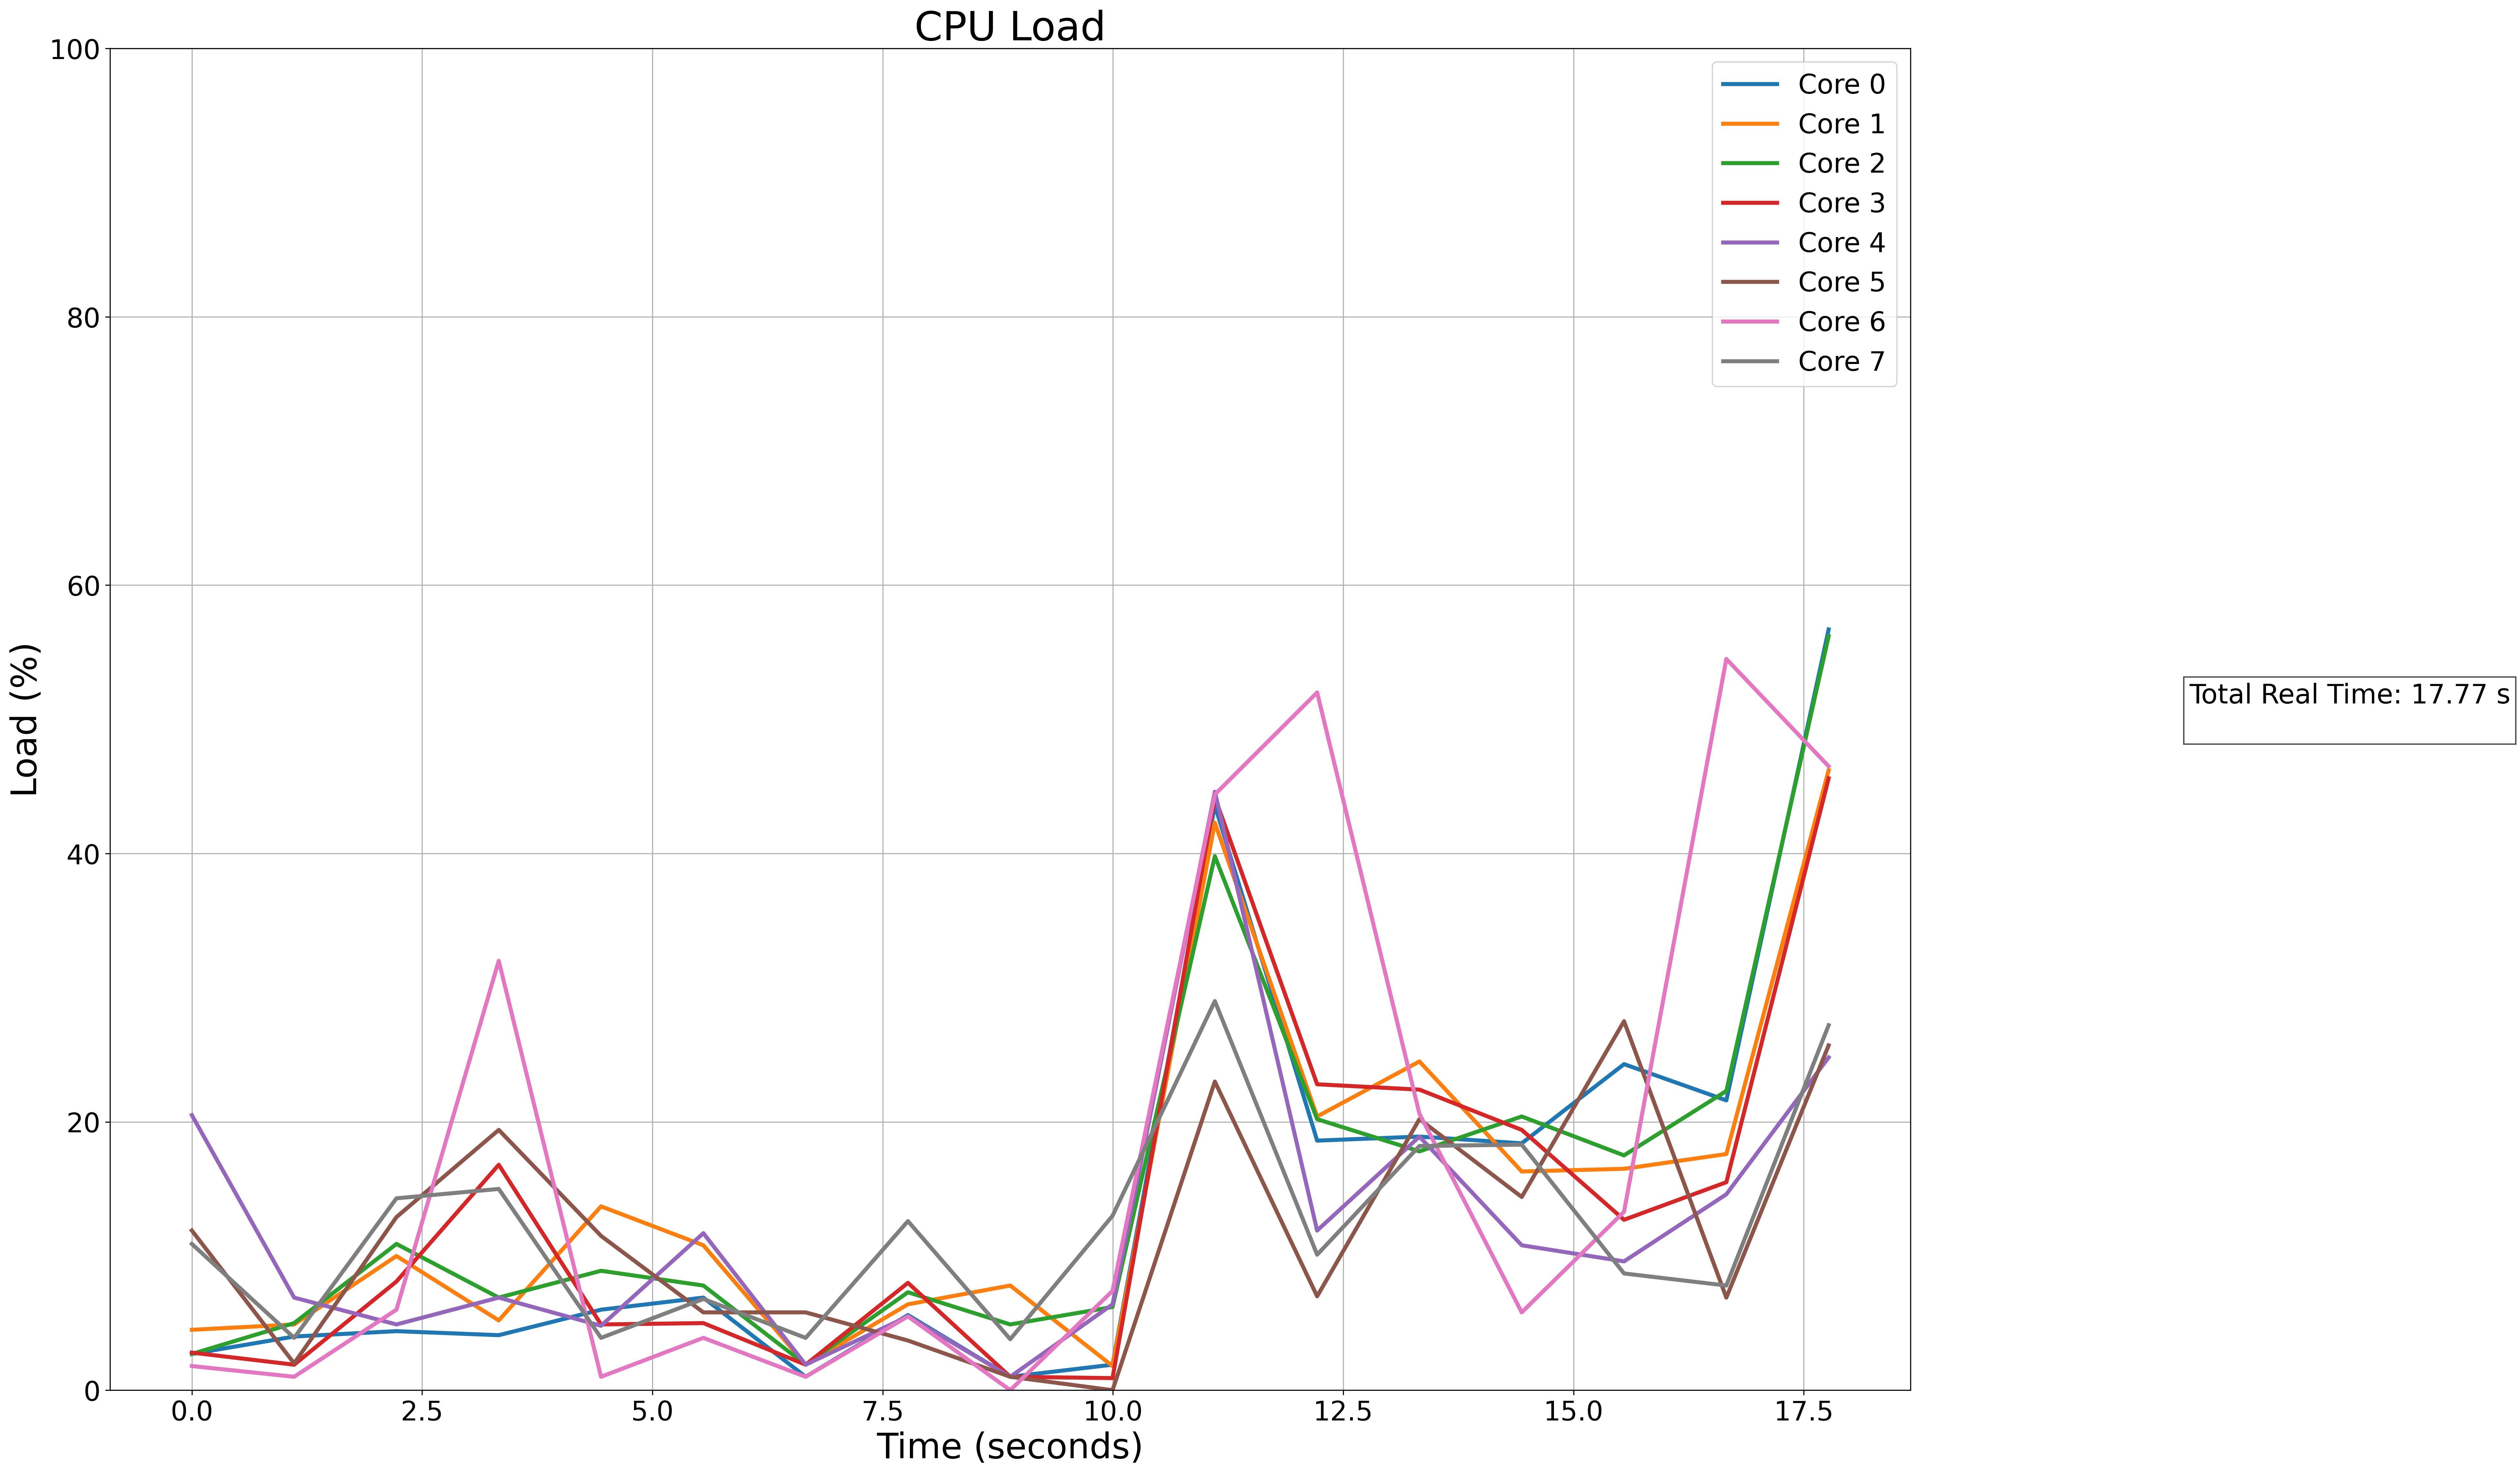 CPU Load
100
80
60
40
20
0
Load (%)
0.0
2.5
5.0
7.5
10.0
12.5
15.0
17.5
Time (seconds)
Core 0
Core 1
Core 2
Core 3
Core 4
Core 5
Core 6
Core 7
Total Real Time: 17.77 s